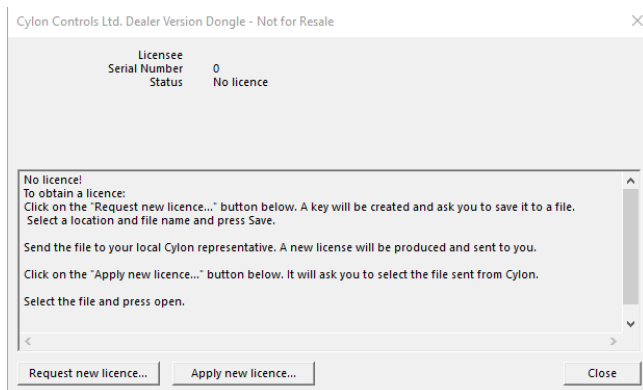 Cylon Controls Ltd. Dealer Version Dongle - Not for Resale
Licensee
Serial Number 0
Status No licence
No licence!
To obtain a licence:
Click on the "Request new licence..." button below. A key will be created and ask you to save it to a file.
Select a location and file name and press Save.
Send the file to your local Cylon representative. A new license will be produced and sent to you.
Click on the "Apply new licence..." button below. It will ask you to select the file sent from Cylon.
Select the file and press open.
Request new licence... Apply new licence... Close